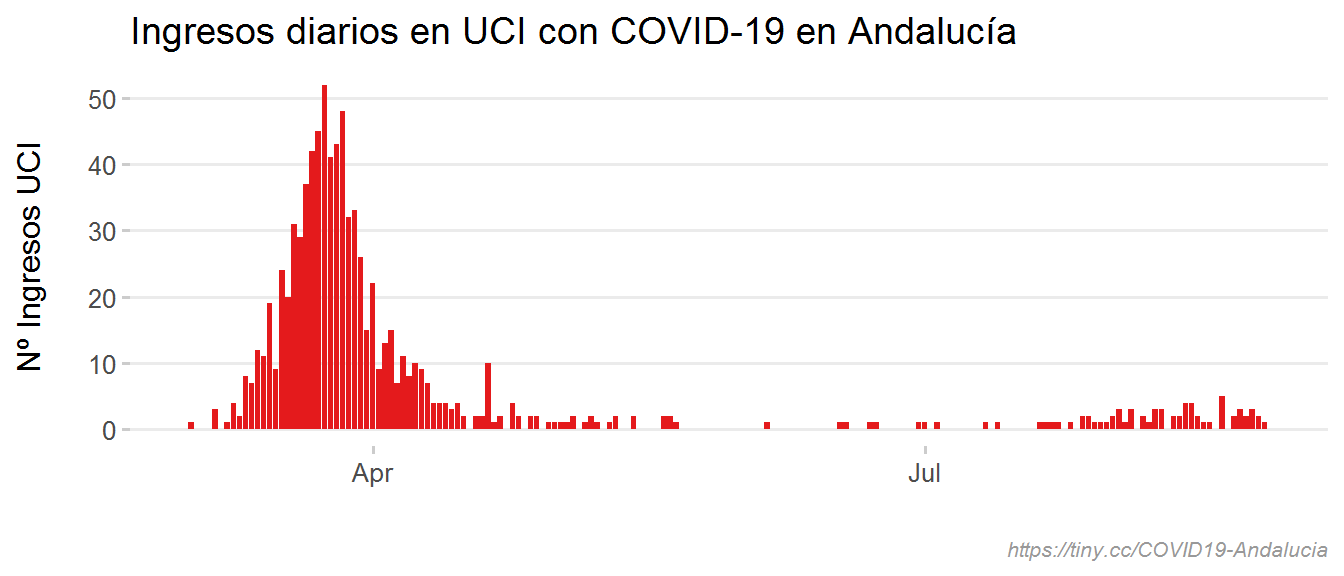 Ingresos diarios en UCI con COVID-19 en Andalucía
Nº Ingresos UCI
50
40
30
20
10
0
Apr
Jul
https://tiny.cc/COVID19-Andalucia